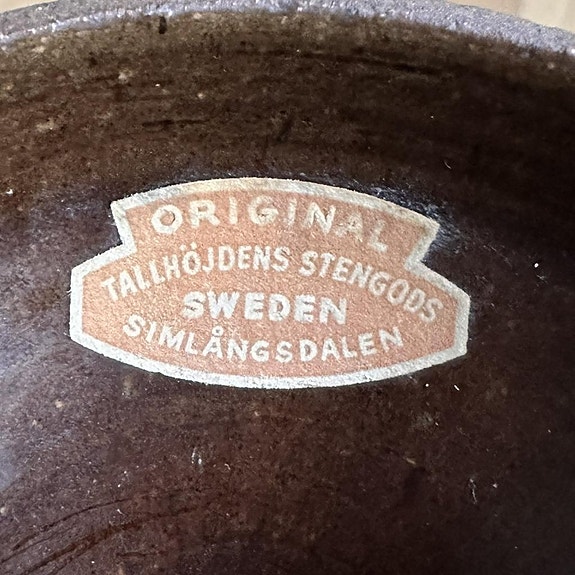 ORIGINAL
TALLHÖJDENS STENGODS
SWEDEN
SIMLÅNGSDALEN